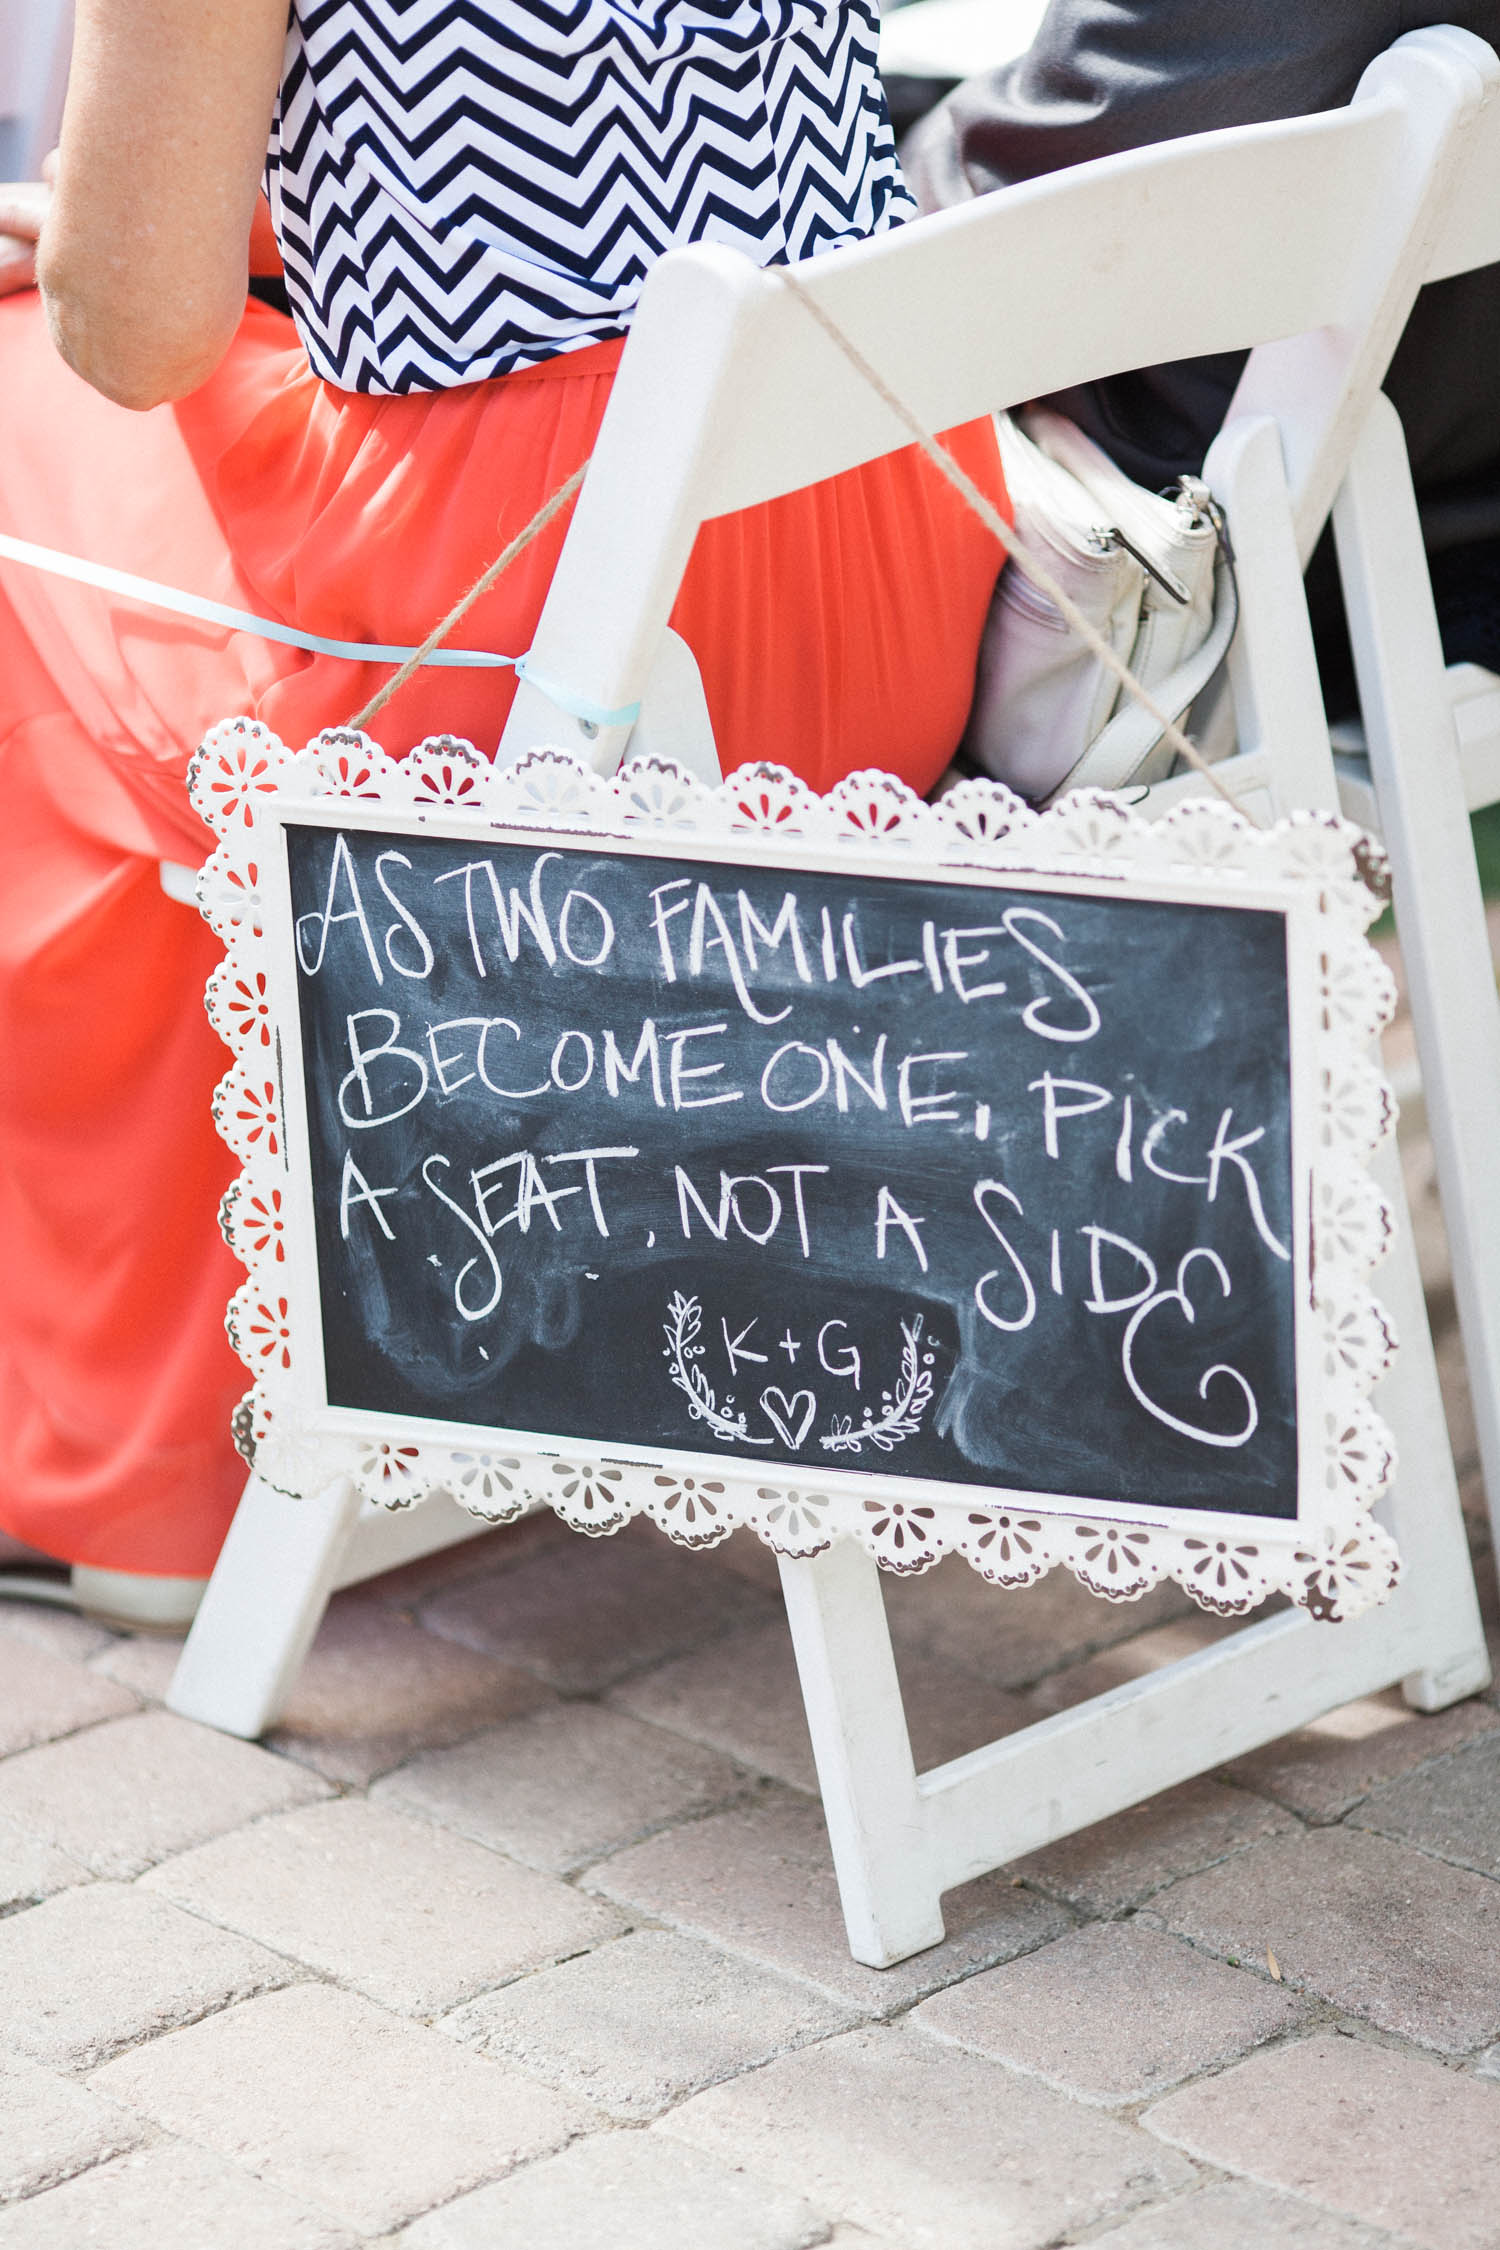 AS TWO FAMILIES
BECOME ONE, PICK
A SEAT, NOT A SIDE
K + G